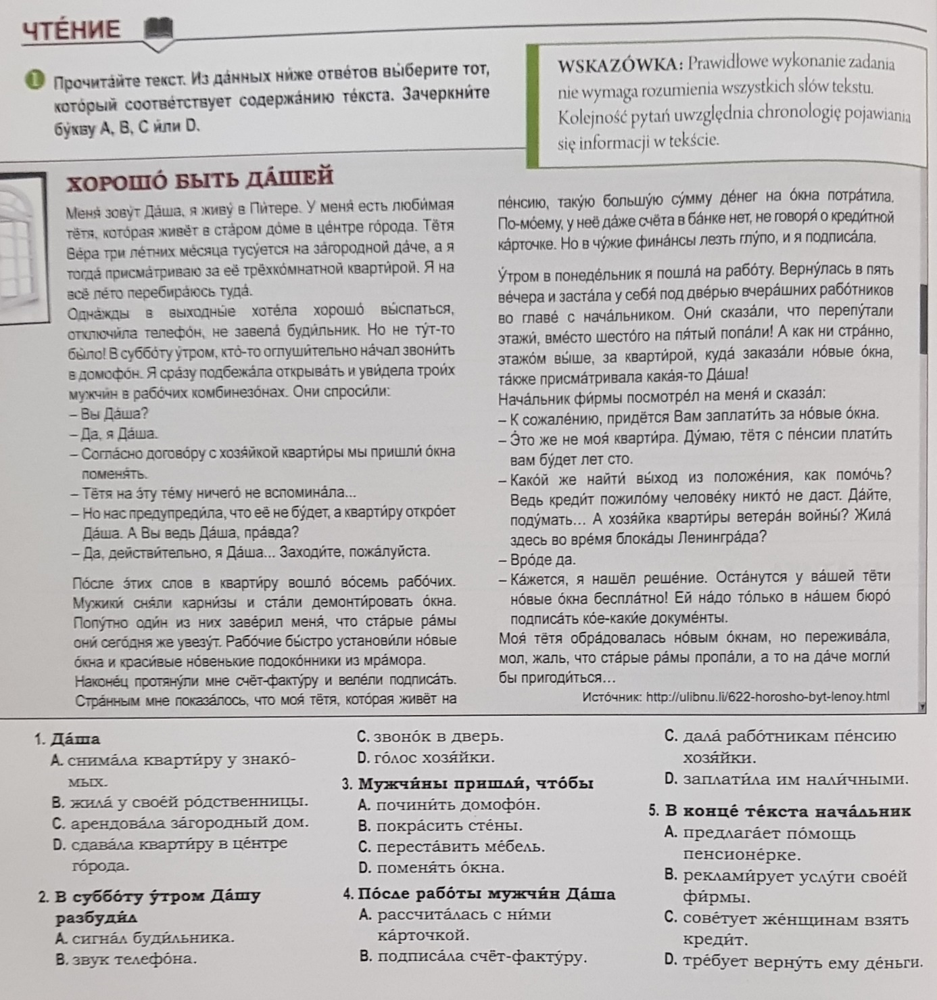 ЧТЕ́НИЕ
1 Прочита́йте текст. Из да́нных ни́же отве́тов вы́берите тот,
кото́рый соотве́тствует содержа́нию те́кста. Зачеркни́те
бу́кву A, B, C и́ли D.
WSKAZÓWKA: Prawidłowe wykonanie zadania
nie wymaga rozumienia wszystkich słów tekstu.
Kolejność pytań uwzględnia chronologię pojawiania
się informacji w tekście.
ХОРОШО́ БЫТЬ ДА́ШЕЙ
Меня́ зову́т Да́ша, я живу́ в Пи́тере. У меня́ есть люби́мая
тётя, кото́рая живёт в ста́ром до́ме в це́нтре го́рода. Тётя
Ве́ра три ле́тних ме́сяца тусу́ется на за́городной да́че, а я
тогда́ присма́триваю за её трёхко́мнатной кварти́рой. Я на
всё ле́то перебира́юсь туда́.
Одна́жды в выходны́е хоте́ла хорошо́ вы́спаться,
отключи́ла телефо́н, не завела́ буди́льник. Но не ту́т-то
бы́ло! В суббо́ту у́тром, кто́-то оглуши́тельно на́чал звони́ть
в домофо́н. Я сра́зу подбежа́ла открыва́ть и уви́дела трои́х
мужчи́н в рабо́чих комбинезо́нах. Они спроси́ли:
– Вы Да́ша?
– Да, я Да́ша.
– Согла́сно догово́ру с хозя́йкой кварти́ры мы пришли́ о́кна
поменя́ть.
– Тётя на э́ту те́му ничего́ не вспомина́ла...
– Но нас предупреди́ла, что её не бу́дет, а кварти́ру откро́ет
Да́ша. А Вы ведь Да́ша, пра́вда?
– Да, действи́тельно, я Да́ша... Заходи́те, пожа́луйста.
По́сле э́тих слов в кварти́ру вошло́ во́семь рабо́чих.
Мужики́ сня́ли карни́зы и ста́ли демонти́ровать о́кна.
Попу́тно оди́н из них заве́рил меня́, что ста́рые ра́мы
они́ сего́дня же увезу́т. Рабо́чие бы́стро установи́ли но́вые
о́кна и краси́вые но́венькие подоко́нники из мра́мора.
Наконе́ц протяну́ли мне счёт-факту́ру и веле́ли подписа́ть.
Стра́нным мне показа́лось, что моя́ тётя, кото́рая живёт на
пе́нсию, таку́ю большу́ю су́мму де́нег на о́кна потра́тила.
По-мо́ему, у неё да́же счёта в ба́нке нет, не говоря́ о креди́тной
ка́рточке. Но в чу́жие фина́нсы лезть глу́по, и я подписа́ла.
У́тром в понеде́льник я пошла́ на рабо́ту. Верну́лась в пять
ве́чера и заста́ла у себя́ под две́рью вчера́шних рабо́тников
во главе́ с нача́льником. Они́ сказа́ли, что перепу́тали
этажи́, вме́сто шесто́го на пя́тый попа́ли! А как ни стра́нно,
этажо́м вы́ше, за кварти́рой, куда́ заказа́ли но́вые о́кна,
та́кже присма́тривала кака́я-то Да́ша!
Нача́льник фи́рмы посмотре́л на меня́ и сказа́л:
– К сожале́нию, придётся Вам заплати́ть за но́вые о́кна.
– Э́то же не моя́ кварти́ра. Ду́маю, тётя с пе́нсии плати́ть
вам бу́дет лет сто.
– Како́й же найти́ вы́ход из положе́ния, как помо́чь?
Ведь креди́т пожило́му челове́ку никто́ не даст. Да́йте,
поду́мать... А хозя́йка кварти́ры ветера́н войны́? Жила́
здесь во вре́мя блока́ды Ленингра́да?
– Вро́де да.
– Ка́жется, я нашёл реше́ние. Оста́нутся у ва́шей тёти
но́вые о́кна беспла́тно! Ей на́до то́лько в на́шем бюро́
подписа́ть ко́е-каки́е докуме́нты.
Моя́ тётя обра́довалась но́вым о́кнам, но пережива́ла,
мол, жаль, что ста́рые ра́мы пропа́ли, а то на да́че могли́
бы пригоди́ться...
Исто́чник: http://ulibnu.li/622-horosho-byt-lenoy.html
1. Да́ша
A. снима́ла кварти́ру у знако́-
мых.
B. жила́ у свое́й ро́дственницы.
C. арендова́ла за́городный дом.
D. сдава́ла кварти́ру в це́нтре
го́рода.
2. В суббо́ту у́тром Да́шу
разбуди́л
A. сигна́л буди́льника.
B. звук телефо́на.
C. звоно́к в дверь.
D. го́лос хозя́йки.
3. Мужчи́ны пришли́, что́бы
A. почини́ть домофо́н.
B. покра́сить сте́ны.
C. переста́вить ме́бель.
D. поменя́ть о́кна.
4. По́сле рабо́ты мужчи́н Да́ша
A. рассчита́лась с ни́ми
ка́рточкой.
B. подписа́ла счёт-факту́ру.
C. дала́ рабо́тникам пе́нсию
хозя́йки.
D. заплати́ла им нали́чными.
5. В конце́ те́кста нача́льник
A. предлага́ет по́мощь
пенсионе́рке.
B. реклами́рует услу́ги свое́й
фи́рмы.
C. сове́тует же́нщинам взять
креди́т.
D. тре́бует верну́ть ему де́ньги.